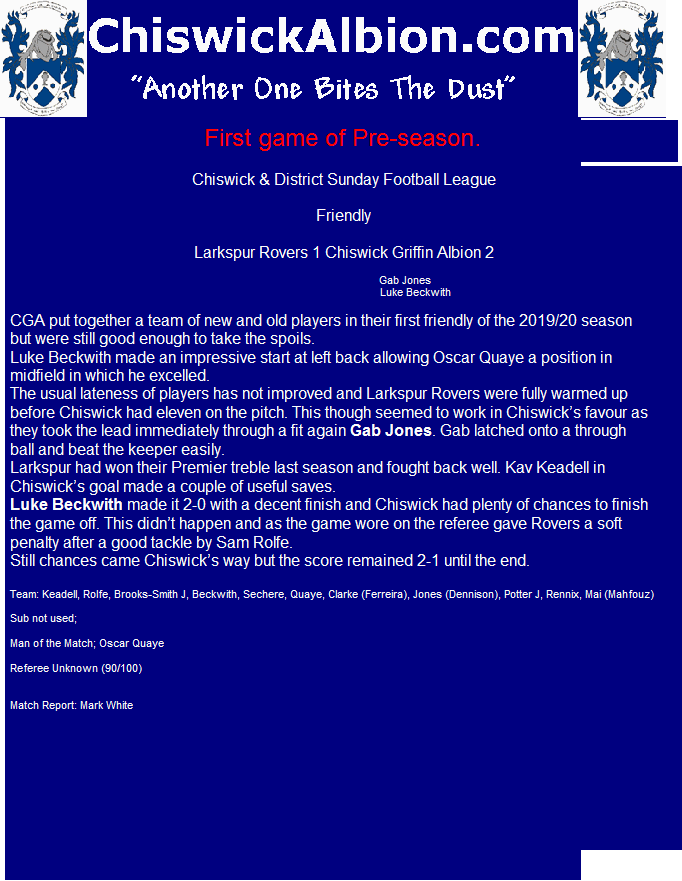 ChiswickAlbion.com
“Another One Bites The Dust”
First game of Pre-season.
Chiswick & District Sunday Football League
Friendly
Larkspur Rovers 1 Chiswick Griffin Albion 2
Gab Jones
Luke Beckwith
CGA put together a team of new and old players in their first friendly of the 2019/20 season
but were still good enough to take the spoils.
Luke Beckwith made an impressive start at left back allowing Oscar Quaye a position in
midfield in which he excelled.
The usual lateness of players has not improved and Larkspur Rovers were fully warmed up
before Chiswick had eleven on the pitch. This though seemed to work in Chiswick’s favour as
they took the lead immediately through a fit again Gab Jones. Gab latched onto a through
ball and beat the keeper easily.
Larkspur had won their Premier treble last season and fought back well. Kav Keadell in
Chiswick’s goal made a couple of useful saves.
Luke Beckwith made it 2-0 with a decent finish and Chiswick had plenty of chances to finish
the game off. This didn’t happen and as the game wore on the referee gave Rovers a soft
penalty after a good tackle by Sam Rolfe.
Still chances came Chiswick’s way but the score remained 2-1 until the end.
Team: Keadell, Rolfe, Brooks-Smith J, Beckwith, Sechere, Quaye, Clarke (Ferreira), Jones (Dennison), Potter J, Rennix, Mai (Mahfouz)
Sub not used;
Man of the Match; Oscar Quaye
Referee Unknown (90/100)
Match Report: Mark White